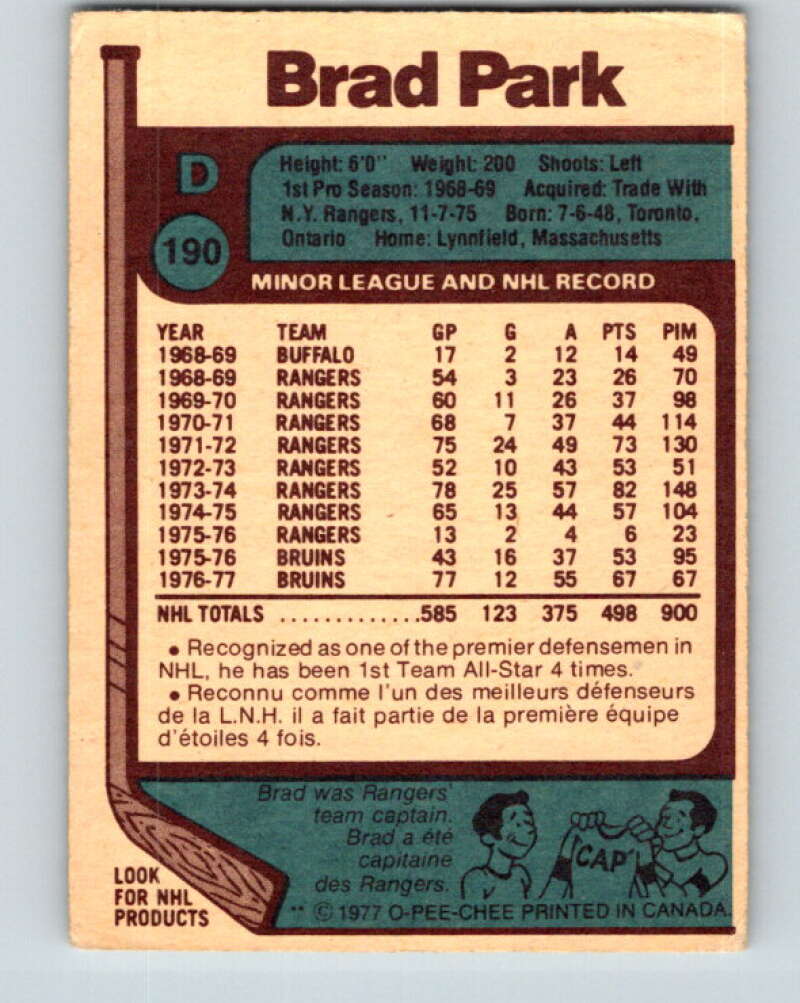 Brad Park
D
190
Height: 6'0" Weight: 200 Shoots: Left
1st Pro Season: 1968-69 Acquired: Trade With
N.Y. Rangers, 11-7-75 Born: 7-6-48, Toronto,
Ontario Home: Lynnfield, Massachusetts
MINOR LEAGUE AND NHL RECORD
YEAR TEAM GP G A PTS PIM
1968-69 BUFFALO 17 2 12 14 49
1968-69 RANGERS 54 3 23 26 70
1969-70 RANGERS 60 11 26 37 98
1970-71 RANGERS 68 7 37 44 114
1971-72 RANGERS 75 24 49 73 130
1972-73 RANGERS 52 10 43 53 51
1973-74 RANGERS 78 25 57 82 148
1974-75 RANGERS 65 13 44 57 104
1975-76 RANGERS 13 2 4 6 23
1975-76 BRUINS 43 16 37 53 95
1976-77 BRUINS 77 12 55 67 67
NHL TOTALS .............585 123 375 498 900
• Recognized as one of the premier defensemen in
NHL, he has been 1st Team All-Star 4 times.
• Reconnu comme l'un des meilleurs défenseurs
de la L.N.H. il a fait partie de la première équipe
d'étoiles 4 fois.
Brad was Rangers'
team captain.
Brad a été
capitaine
des Rangers.
CAP'
LOOK
FOR NHL
PRODUCTS
** © 1977 O-PEE-CHEE PRINTED IN CANADA.